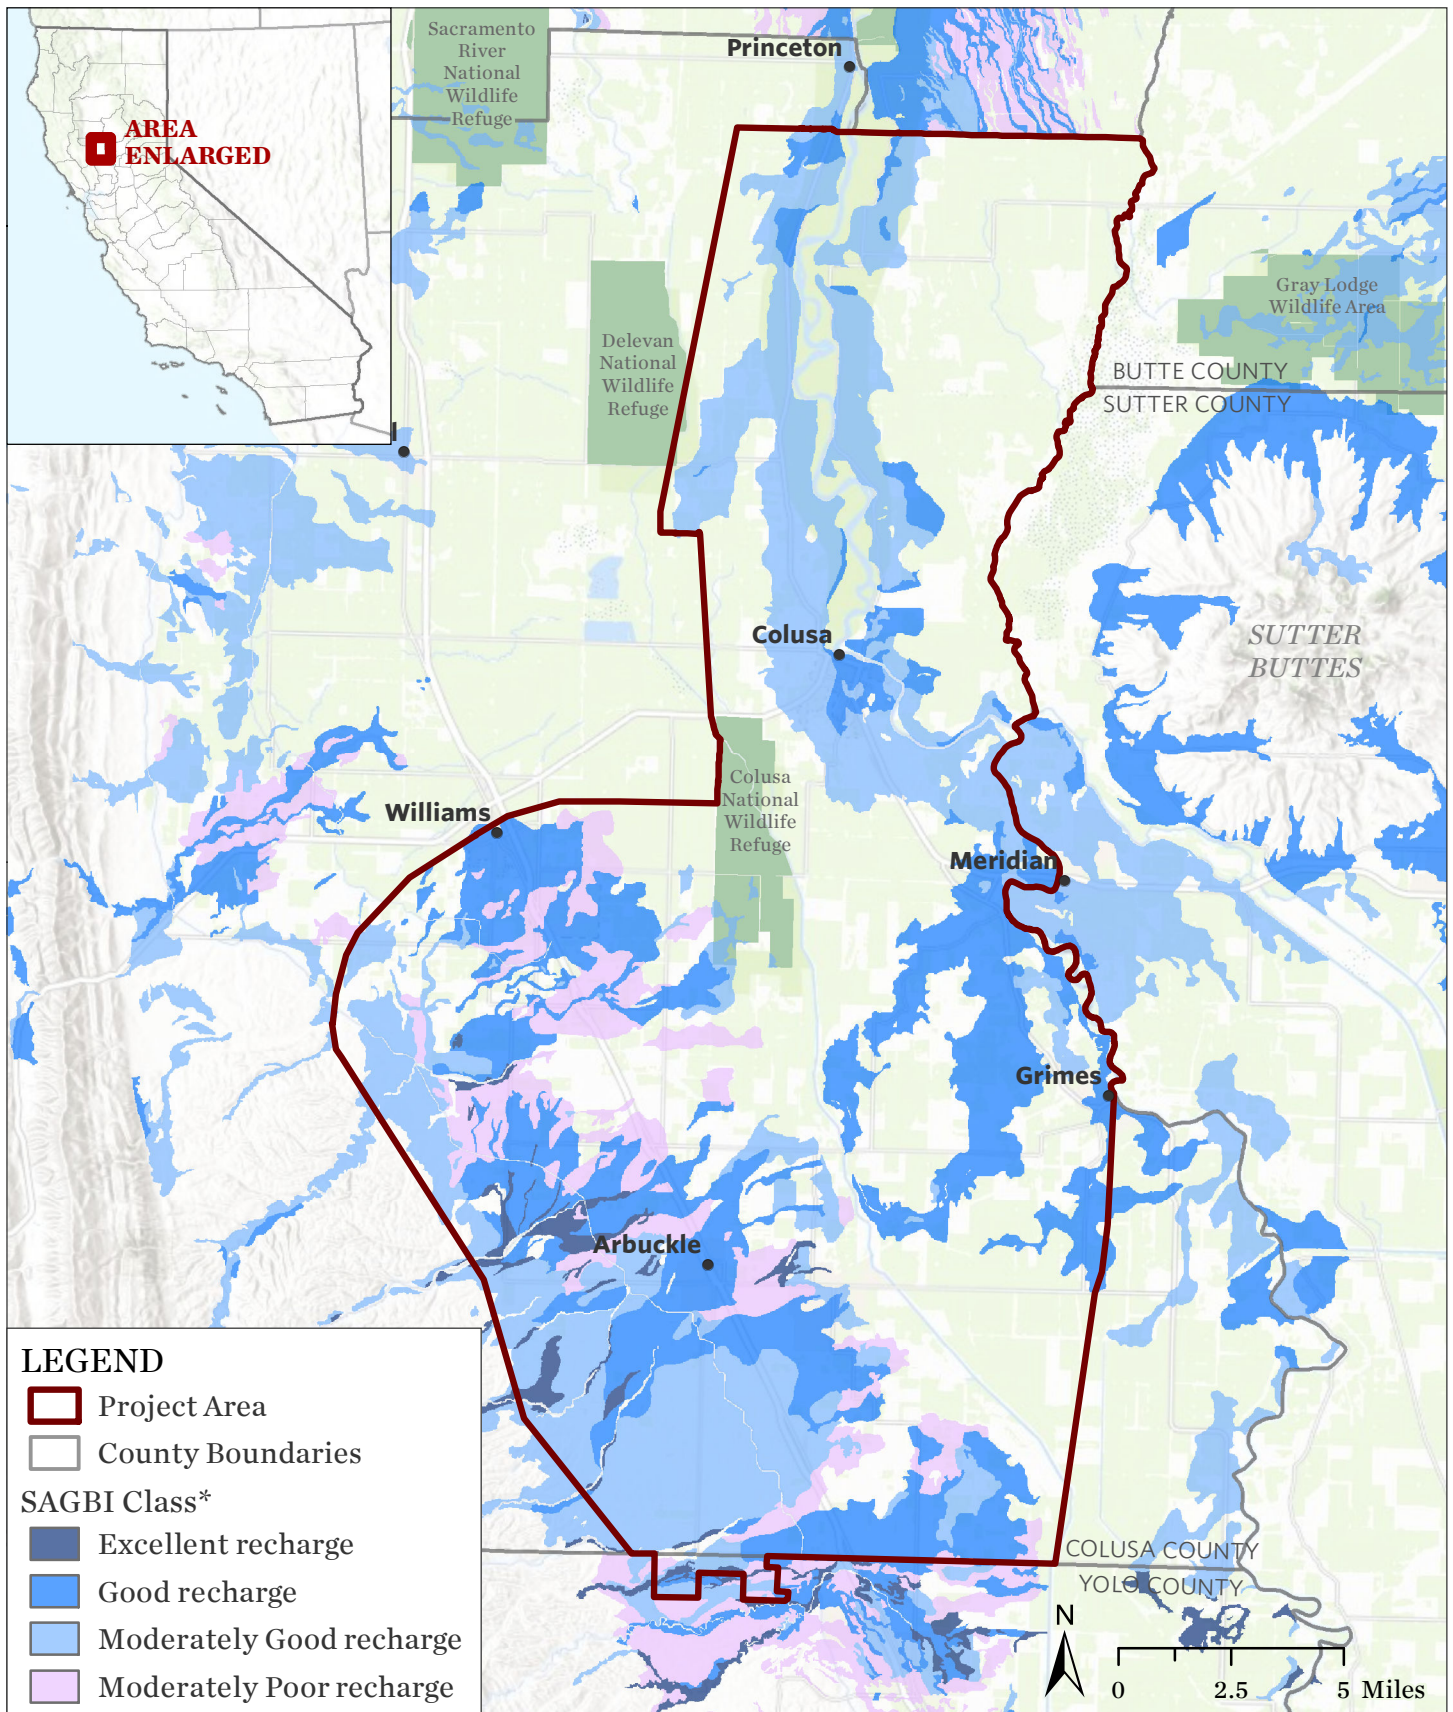 Sacramento
River
National
Wildlife
Refuge
Princeton
AREA
ENLARGED
Gray Lodge
Wildlife Area
Delevan
National
Wildlife
Refuge
BUTTE COUNTY
SUTTER COUNTY
Colusa
SUTTER
BUTTES
Colusa
National
Wildlife
Refuge
Williams
Meridian
Grimes
Arbuckle
LEGEND
Project Area
County Boundaries
SAGBI Class*
Excellent recharge
Good recharge
Moderately Good recharge
Moderately Poor recharge
COLUSA COUNTY
YOLO COUNTY
N
0 2.5 5 Miles